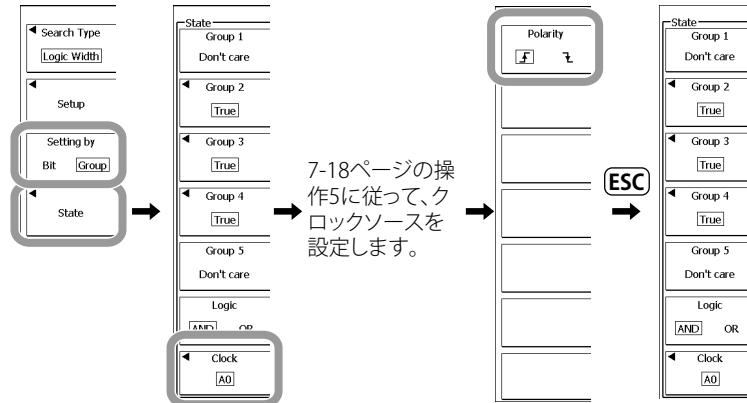 Search Type
Logic Width
Setup
Setting by
Bit Group
State
State
Group 1
Don't care
Group 2
True
Group 3
True
Group 4
True
Group 5
Don't care
Logic
AND OR
Clock
A0
7-18ページの操
作5に従って、ク
ロックソースを
設定します。
Polarity
ESC
State
Group 1
Don't care
Group 2
True
Group 3
True
Group 4
True
Group 5
Don't care
Logic
AND OR
Clock
A0